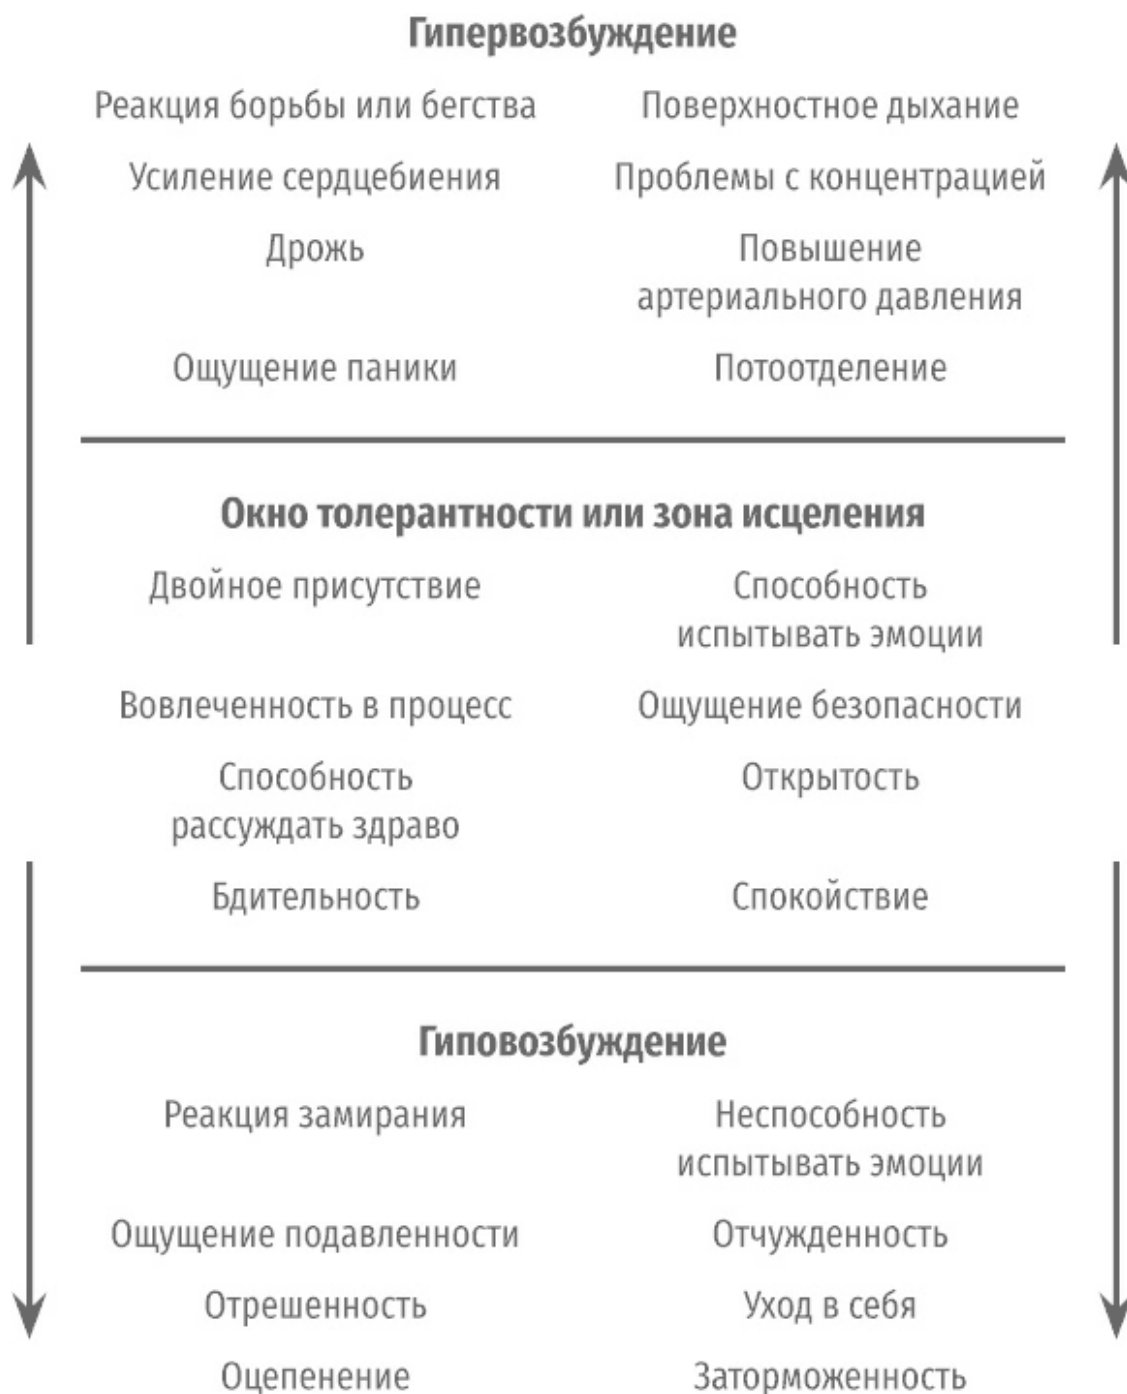 Гипервозбуждение
Реакция борьбы или бегства
Поверхностное дыхание
Усиление сердцебиения
Проблемы с концентрацией
Дрожь
Повышение
артериального давления
Ощущение паники
Потоотделение
Окно толерантности или зона исцеления
Двойное присутствие
Способность
испытывать эмоции
Вовлеченность в процесс
Ощущение безопасности
Способность
рассуждать здраво
Открытость
Бдительность
Спокойствие
Гиповозбуждение
Реакция замирания
Неспособность
испытывать эмоции
Ощущение подавленности
Отчужденность
Отрешенность
Уход в себя
Оцепенение
Заторможенность